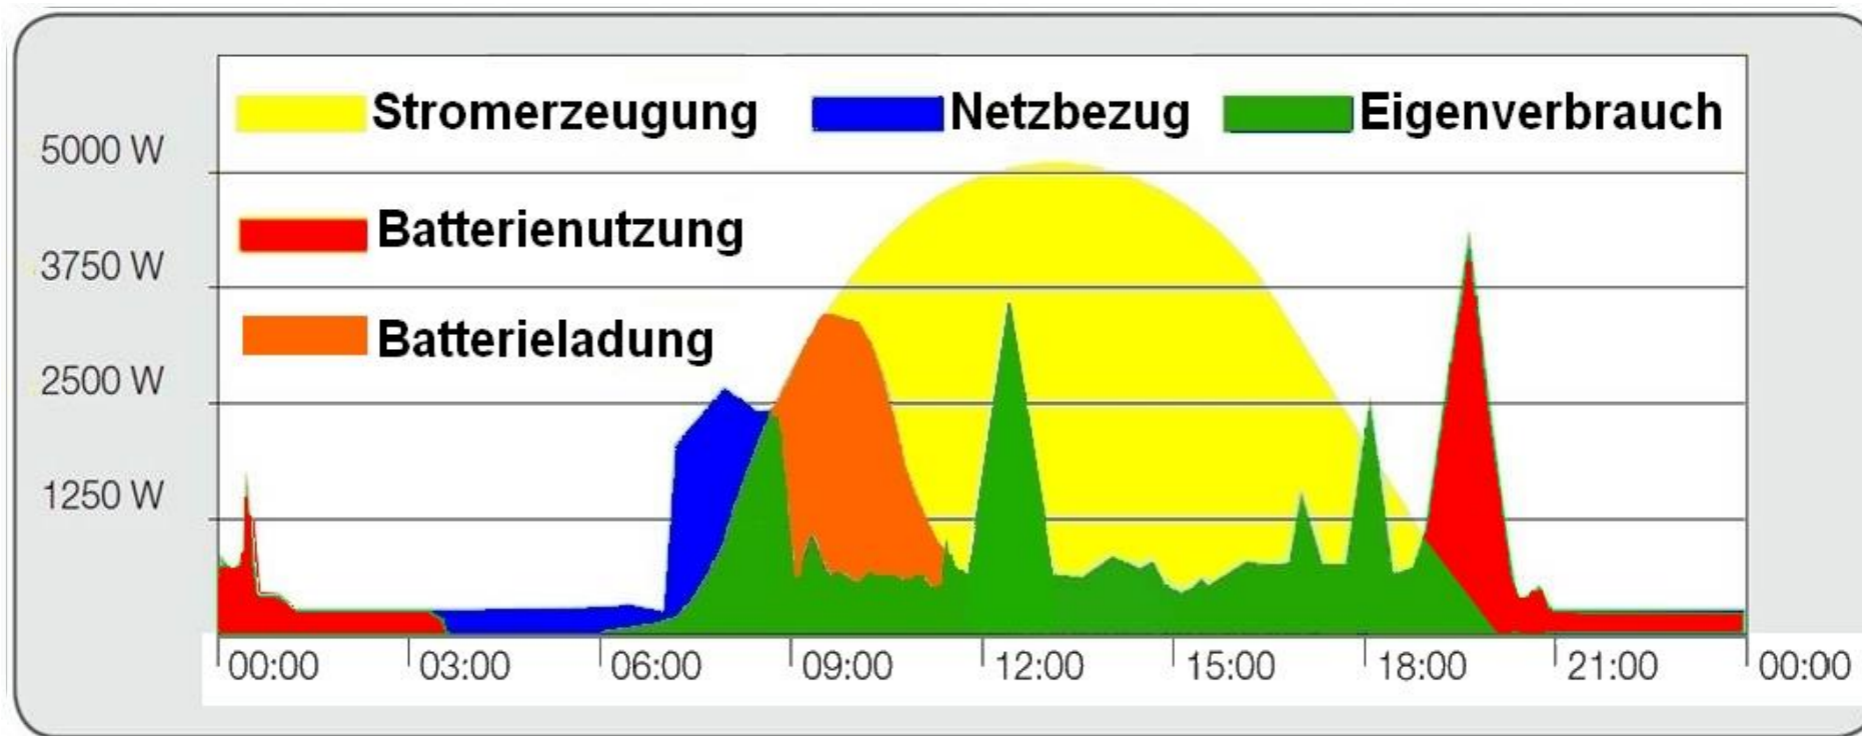 Stromerzeugung Netzbezug Eigenverbrauch
5000 W
Batterienutzung
3750 W
Batterieladung
2500 W
1250 W
00:00 03:00 06:00 09:00 12:00 15:00 18:00 21:00 00:00